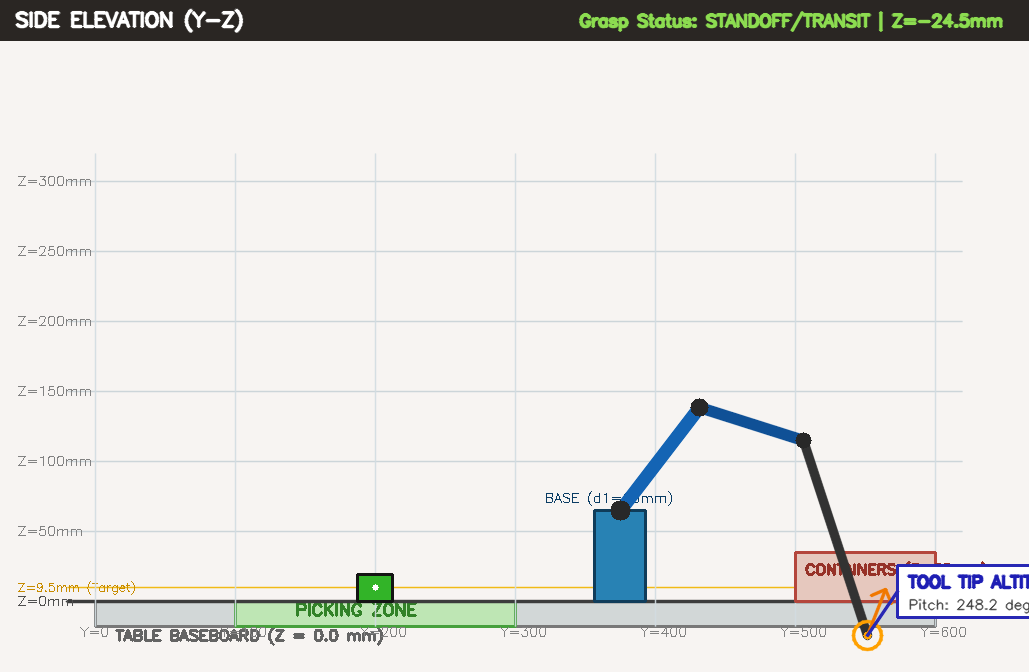 SIDE ELEVATION (Y-Z)
Grasp Status: STANDOFF/TRANSIT | Z=-24.5mm
Z=300mm
Z=250mm
Z=200mm
Z=150mm
Z=100mm
BASE (d1=
mm)
Z=50mm
CONTAINERS
TOOL TIP ALTI
Z=9.5mm (Target)
Z=0mm
Pitch: 248.2 deg
PICKING ZONE
Y=0
Y=200
Y=300
Y=400
Y=500
Y=600
TABLE BASEBOARD (Z = 0.0 mm)